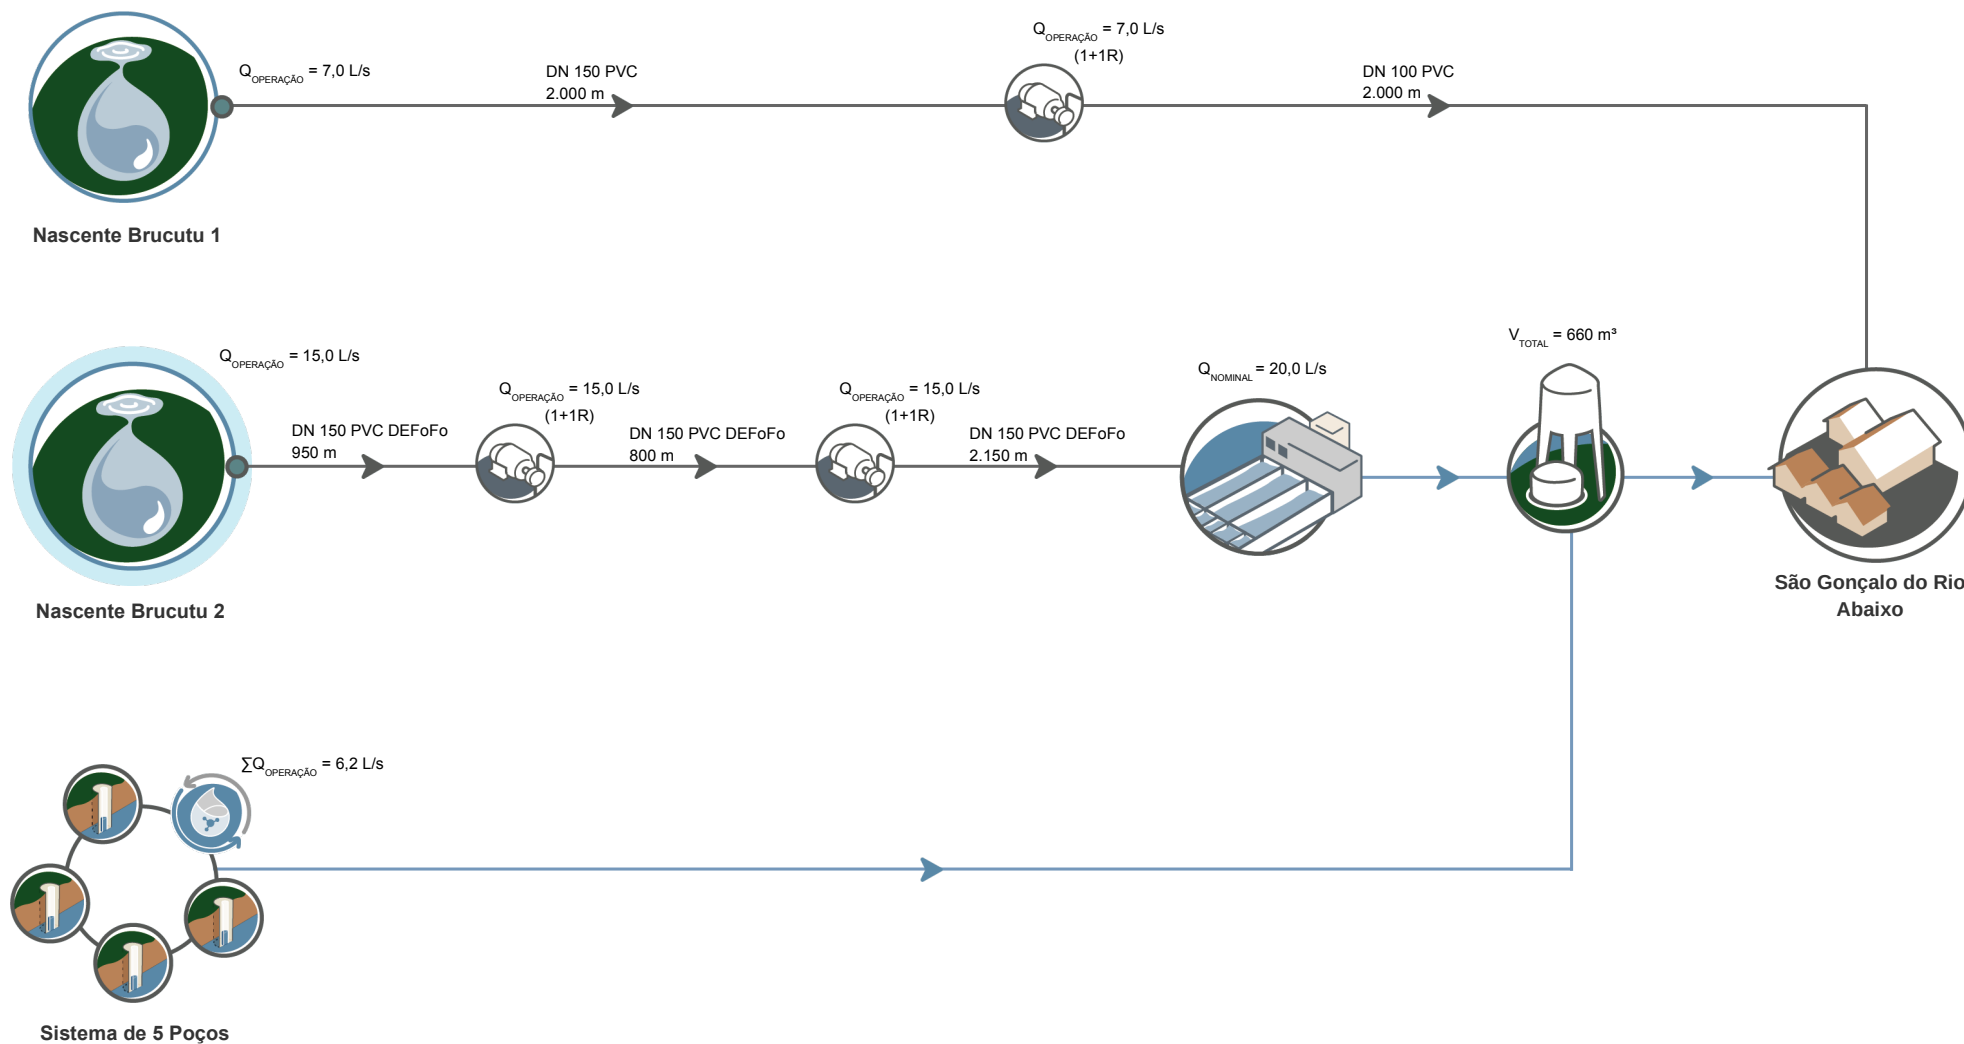 Q OPERAÇÃO = 7,0 L/s
(1+1R)
Q OPERAÇÃO = 7,0 L/s
DN 150 PVC
2.000 m
DN 100 PVC
2.000 m
Nascente Brucutu 1
Q OPERAÇÃO = 15,0 L/s
Q OPERAÇÃO = 15,0 L/s
(1+1R)
Q OPERAÇÃO = 15,0 L/s
(1+1R)
Q NOMINAL = 20,0 L/s
V TOTAL = 660 m³
DN 150 PVC DEFoFo
950 m
DN 150 PVC DEFoFo
800 m
DN 150 PVC DEFoFo
2.150 m
Nascente Brucutu 2
São Gonçalo do Rio
Abaixo
∑Q OPERAÇÃO = 6,2 L/s
Sistema de 5 Poços